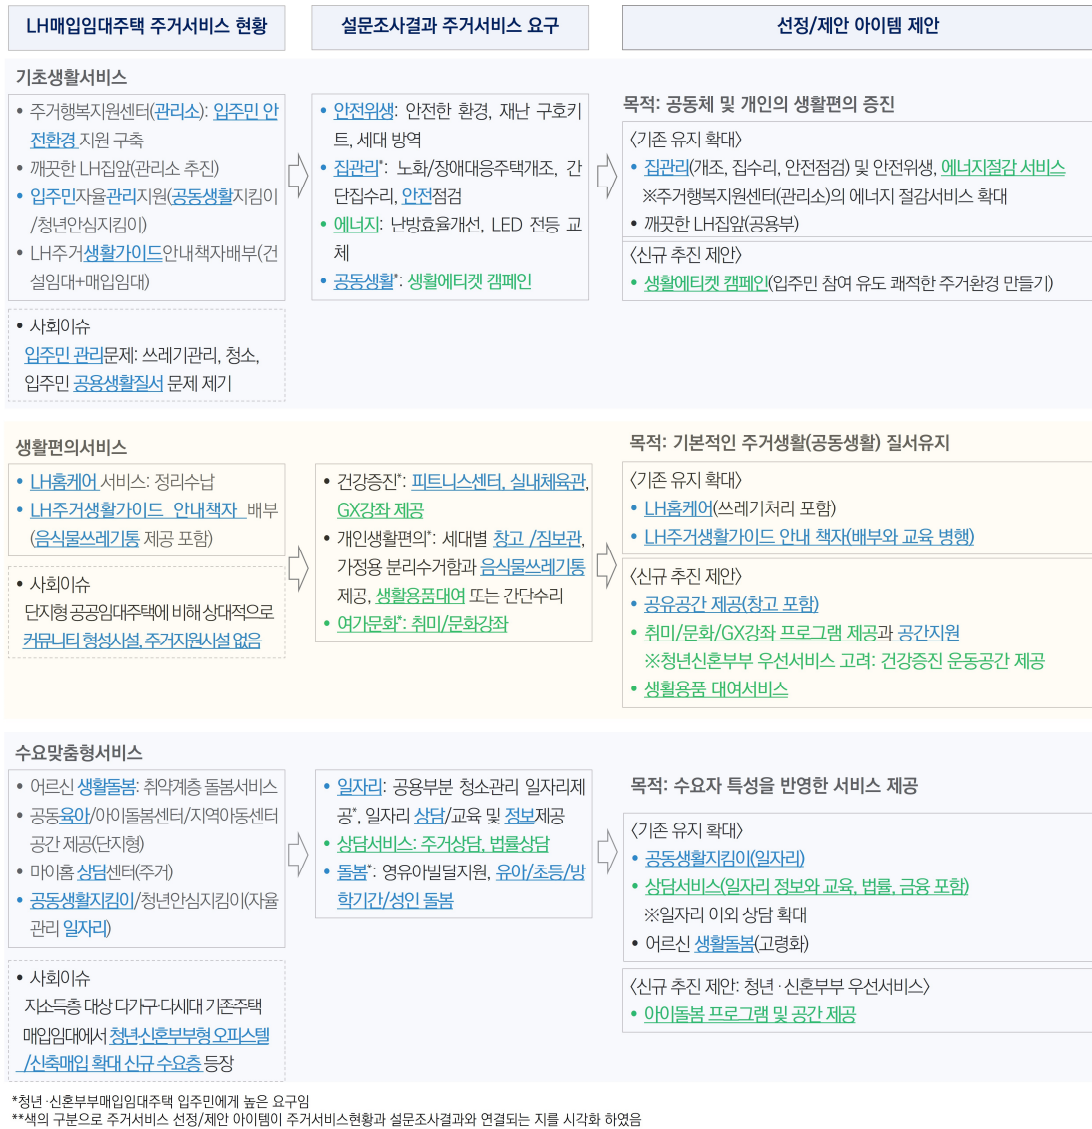 LH매입임대주택 주거서비스 현황
설문조사결과 주거서비스 요구
선정/제안 아이템 제안
기초생활서비스
• 주거행복지원센터(관리소): 입주민 안
전환경 지원 구축
• 깨끗한 LH집앞(관리소 추진)
• 입주민자율관리지원(공동생활지킴이
/청년안심지킴이)
• LH주거생활가이드안내책자배부(건
설임대+매입임대)
• 사회이슈
입주민 관리문제: 쓰레기관리, 청소,
입주민 공용생활질서 문제 제기
• 안전위생: 안전한 환경, 재난 구호키
트, 세대 방역
• 집관리*: 노화/장애대응주택개조, 간
단집수리, 안전점검
• 에너지: 난방효율개선, LED 전등 교
체
• 공동생활*: 생활에티켓 캠페인
목적: 공동체 및 개인의 생활편의 증진
〈기존 유지 확대〉
• 집관리(개조, 집수리, 안전점검) 및 안전위생, 에너지절감 서비스
※주거행복지원센터(관리소)의 에너지 절감서비스 확대
• 깨끗한 LH집앞(공용부)
〈신규 추진 제안〉
• 생활에티켓 캠페인(입주민 참여 유도 쾌적한 주거환경 만들기)
생활편의서비스
• LH홈케어 서비스: 정리수납
• LH주거생활가이드 안내책자 배부
(음식물쓰레기통 제공 포함)
• 사회이슈
단지형 공공임대주택에 비해 상대적으로
커뮤니티 형성시설, 주거지원시설 없음
• 건강증진*: 피트니스센터, 실내체육관,
GX강좌 제공
• 개인생활편의*: 세대별 창고 /짐보관,
가정용 분리수거함과 음식물쓰레기통
제공, 생활용품대여 또는 간단수리
• 여가문화*: 취미/문화강좌
목적: 기본적인 주거생활(공동생활) 질서유지
〈기존 유지 확대〉
• LH홈케어(쓰레기처리 포함)
• LH주거생활가이드 안내 책자(배부와 교육 병행)
〈신규 추진 제안〉
• 공유공간 제공(창고 포함)
• 취미/문화/GX강좌 프로그램 제공과 공간지원
※청년신혼부부 우선서비스 고려: 건강증진 운동공간 제공
• 생활용품 대여서비스
수요맞춤형서비스
• 어르신 생활돌봄: 취약계층 돌봄서비스
• 공동육아/아이돌봄센터/지역아동센터
공간 제공(단지형)
• 마이홈 상담센터(주거)
• 공동생활지킴이/청년안심지킴이(자율
관리 일자리)
• 사회이슈
지소득층 대상 다가구·다시대 기존주택
매입임대에서 청년·신혼부부형 오피스텔
/신축매입 확대 신규 수요층 등장
• 일자리: 공용부분 청소관리 일자리제
공*, 일자리 상담/교육 및 정보제공
• 상담서비스: 주거상담, 법률상담
• 돌봄*: 영유아빌딜지원, 유아/초등/방
학기간/성인 돌봄
목적: 수요자 특성을 반영한 서비스 제공
〈기존 유지 확대〉
• 공동생활지킴이(일자리)
• 상담서비스(일자리 정보와 교육, 법률, 금융 포함)
※일자리 이외 상담 확대
• 어르신 생활돌봄(고령화)
〈신규 추진 제안: 청년·신혼부부 우선서비스〉
• 아이돌봄 프로그램 및 공간 제공
*청년·신혼부부매입임대주택 입주민에게 높은 요구임
**색의 구분으로 주거서비스 선정/제안 아이템이 주거서비스현황과 설문조사결과와 연결되는 지를 시각화 하였음